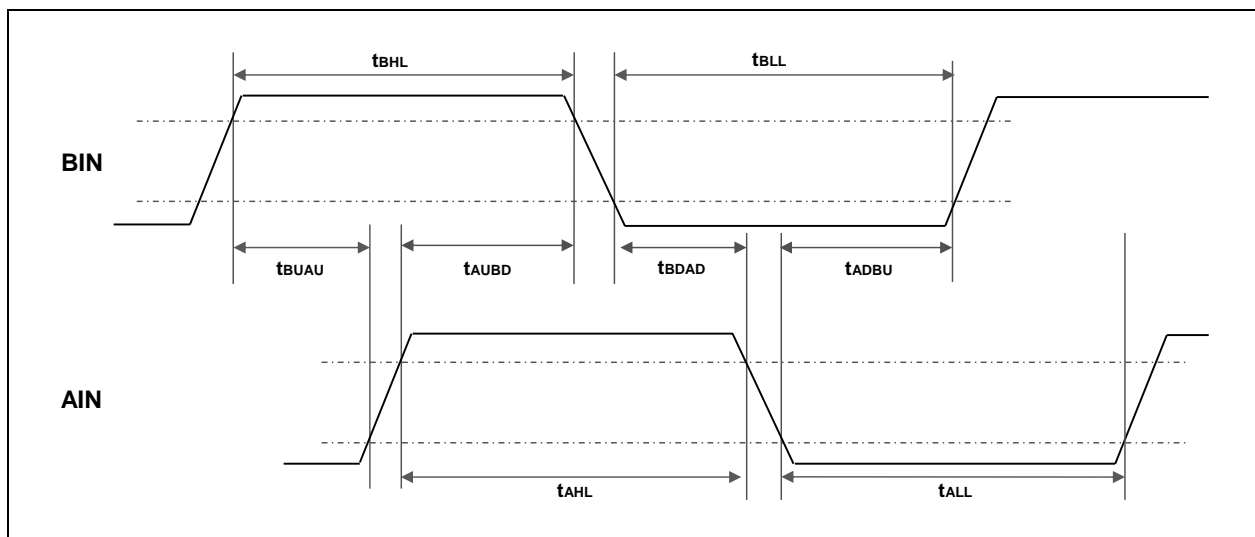 tBHL
tBLL
BIN
tBUAU
tAUBD
tBDAD
tADBU
AIN
tAHL
tALL